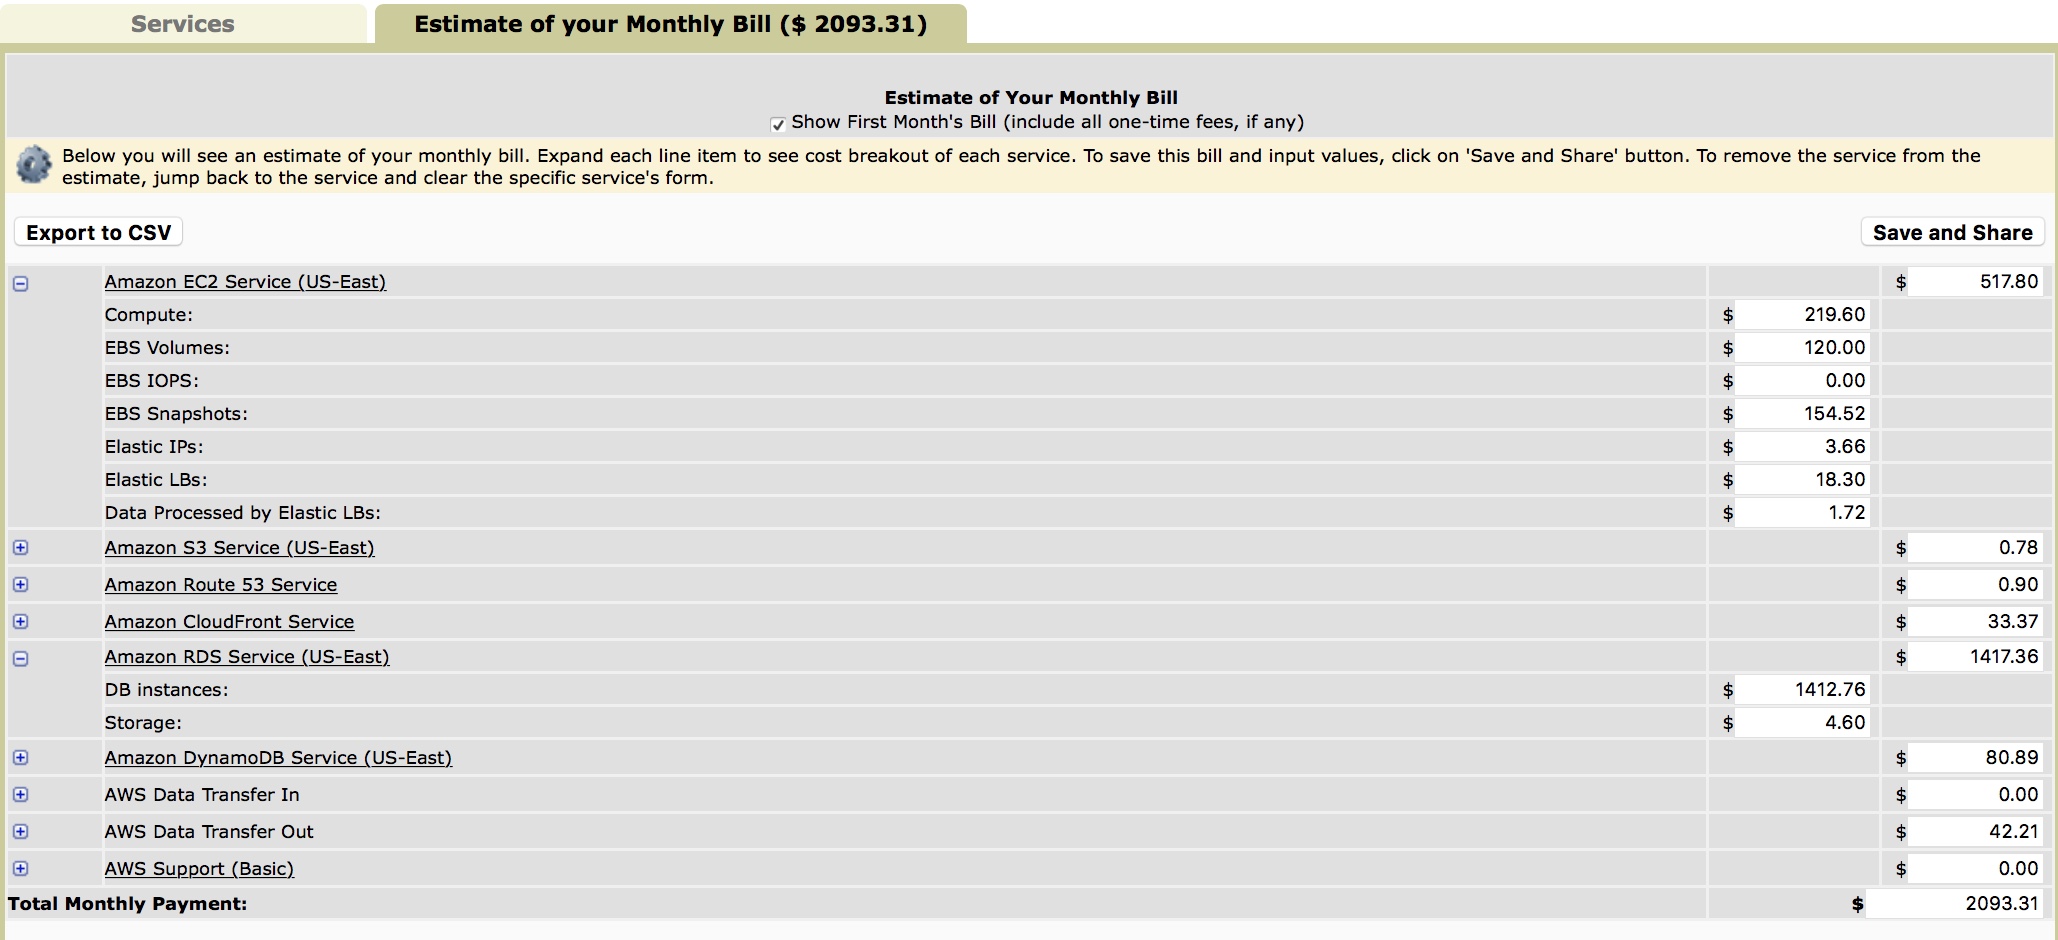 Services
Estimate of your Monthly Bill ($ 2093.31)
Estimate of Your Monthly Bill
Show First Month's Bill (include all one-time fees, if any)
Below you will see an estimate of your monthly bill. Expand each line item to see cost breakout of each service. To save this bill and input values, click on 'Save and Share' button. To remove the service from the
estimate, jump back to the service and clear the specific service's form.
Export to CSV
Save and Share
Amazon EC2 Service (US-East) $ 517.80
Compute: $ 219.60
EBS Volumes: $ 120.00
EBS IOPS: $ 0.00
EBS Snapshots: $ 154.52
Elastic IPs: $ 3.66
Elastic LBs: $ 18.30
Data Processed by Elastic LBs: $ 1.72
Amazon S3 Service (US-East) $ 0.78
Amazon Route 53 Service $ 0.90
Amazon CloudFront Service $ 33.37
Amazon RDS Service (US-East) $ 1417.36
DB instances: $ 1412.76
Storage: $ 4.60
Amazon DynamoDB Service (US-East) $ 80.89
AWS Data Transfer In $ 0.00
AWS Data Transfer Out $ 42.21
AWS Support (Basic) $ 0.00
Total Monthly Payment: $ 2093.31